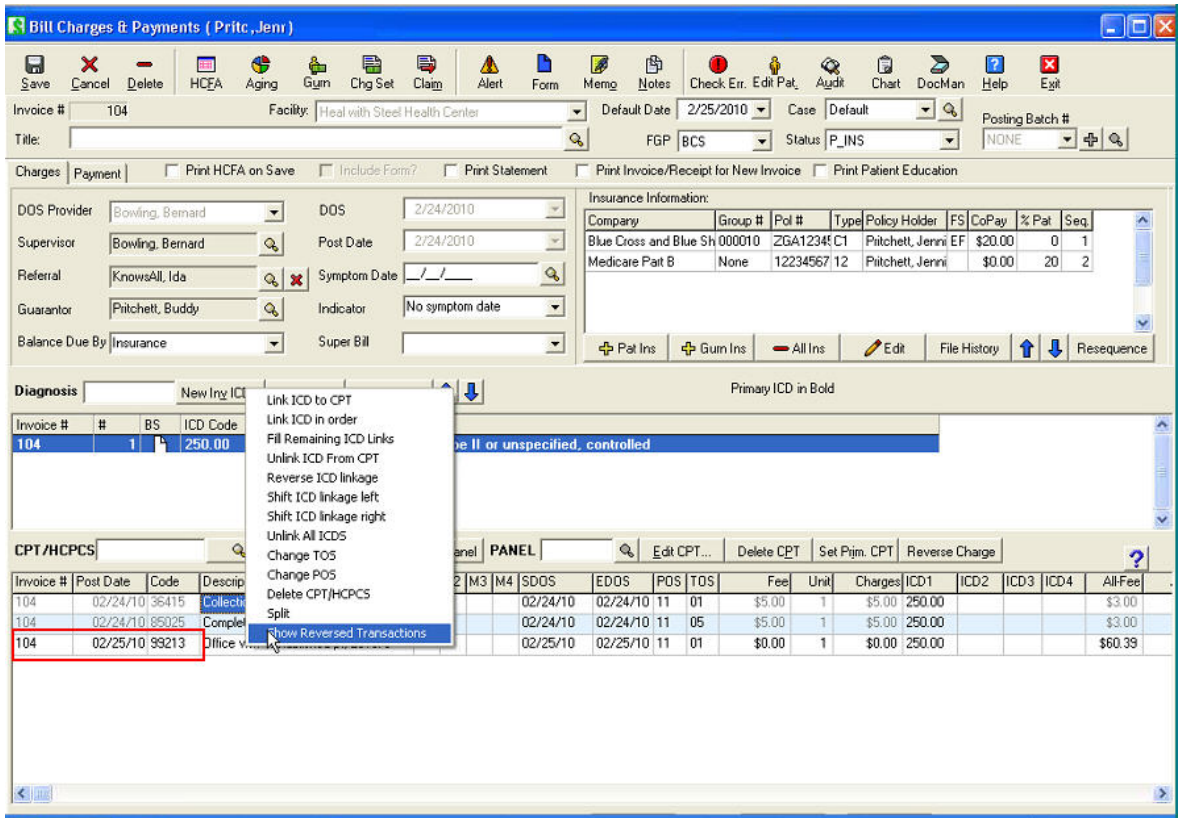 Bill Charges & Payments ( Pritc ,Jenr )
Save Cancel Delete HCFA Aging Gurn Chg Set Claim Alert Form Memo Notes Check Err. Edit Pat. Audit Chart DocMan Help Exit
Invoice # 104 Facility: Heal with Steel Health Center Default Date 2/25/2010 Case Default Posting Batch #
Title: FGP BCS Status P_INS NONE
Charges Payment Print HCFA on Save Include Form? Print Statement Print Invoice/Receipt for New Invoice Print Patient Education
Insurance Information:
DOS Provider Bowling, Bernard DOS 2/24/2010
Company Group # Pol # Type Policy Holder FS CoPay % Pat Seq.
Supervisor Bowling, Bernard Post Date 2/24/2010
Blue Cross and Blue Sh 000010 ZGA1234 C1 Pritchett, Jenni EF $20.00 0 1
Medicare Part B None 12234567 12 Pritchett, Jenni $0.00 20 2
Referral KnowsAll, Ida Symptom Date _/_/___
Guarantor Pritchett, Buddy Indicator No symptom date
Balance Due By Insurance Super Bill
Pat Ins Gurn Ins All Ins Edit File History Resequence
Diagnosis New Inv ICD Primary ICD in Bold
Invoice # # BS ICD Code
104 1 250.00 pe II or unspecified, controlled
Link ICD to CPT
Link ICD in order
Fill Remaining ICD Links
Unlink ICD From CPT
Reverse ICD linkage
Shift ICD linkage left
Shift ICD linkage right
Unlink All ICDS
Change TOS
Change POS
Delete CPT/HCPCS
Split
Show Reversed Transactions
CPT/HCPCS anel PANEL Edit CPT... Delete CPT Set Prim. CPT Reverse Charge
Invoice # Post Date Code Descrip 2 M3 M4 SDOS EDOS POS TOS Fee Unit Charges ICD1 ICD2 ICD3 ICD4 All-Fee
104 02/24/10 36415 Collecti 02/24/10 02/24/10 11 01 $5.00 1 $5.00 250.00 $3.00
104 02/24/10 85025 Complet 02/24/10 02/24/10 11 05 $5.00 1 $5.00 250.00 $3.00
104 02/25/10 99213 Office v 02/25/10 02/25/10 11 01 $0.00 1 $0.00 250.00 $60.39